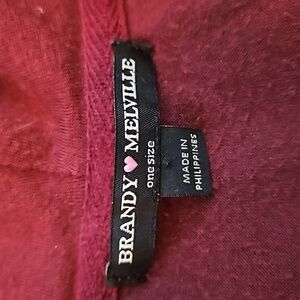 BRANDY ♥ MELVILLE
one size
MADE IN
PHILIPPINES